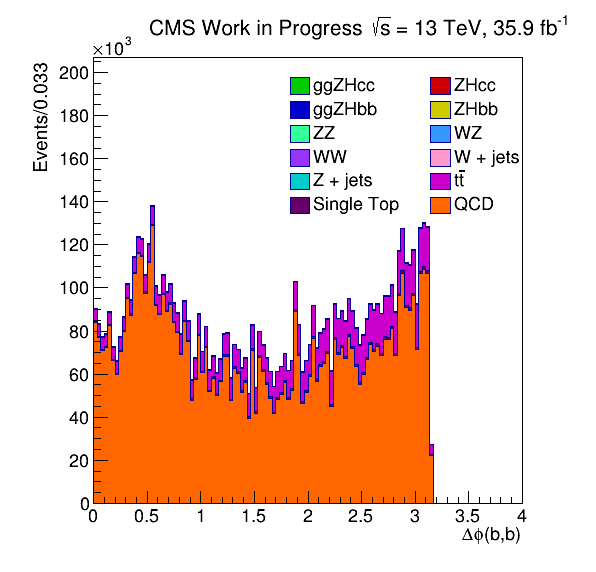 CMS Work in Progress √s = 13 TeV, 35.9 fb⁻¹
×10³
Events/0.033
200
180
160
140
120
100
80
60
40
20
0
ggZHcc ZHcc
ggZHbb ZHbb
ZZ WZ
WW W + jets
Z + jets tt̄
Single Top QCD
0 0.5 1 1.5 2 2.5 3 3.5 4
Δϕ(b,b)